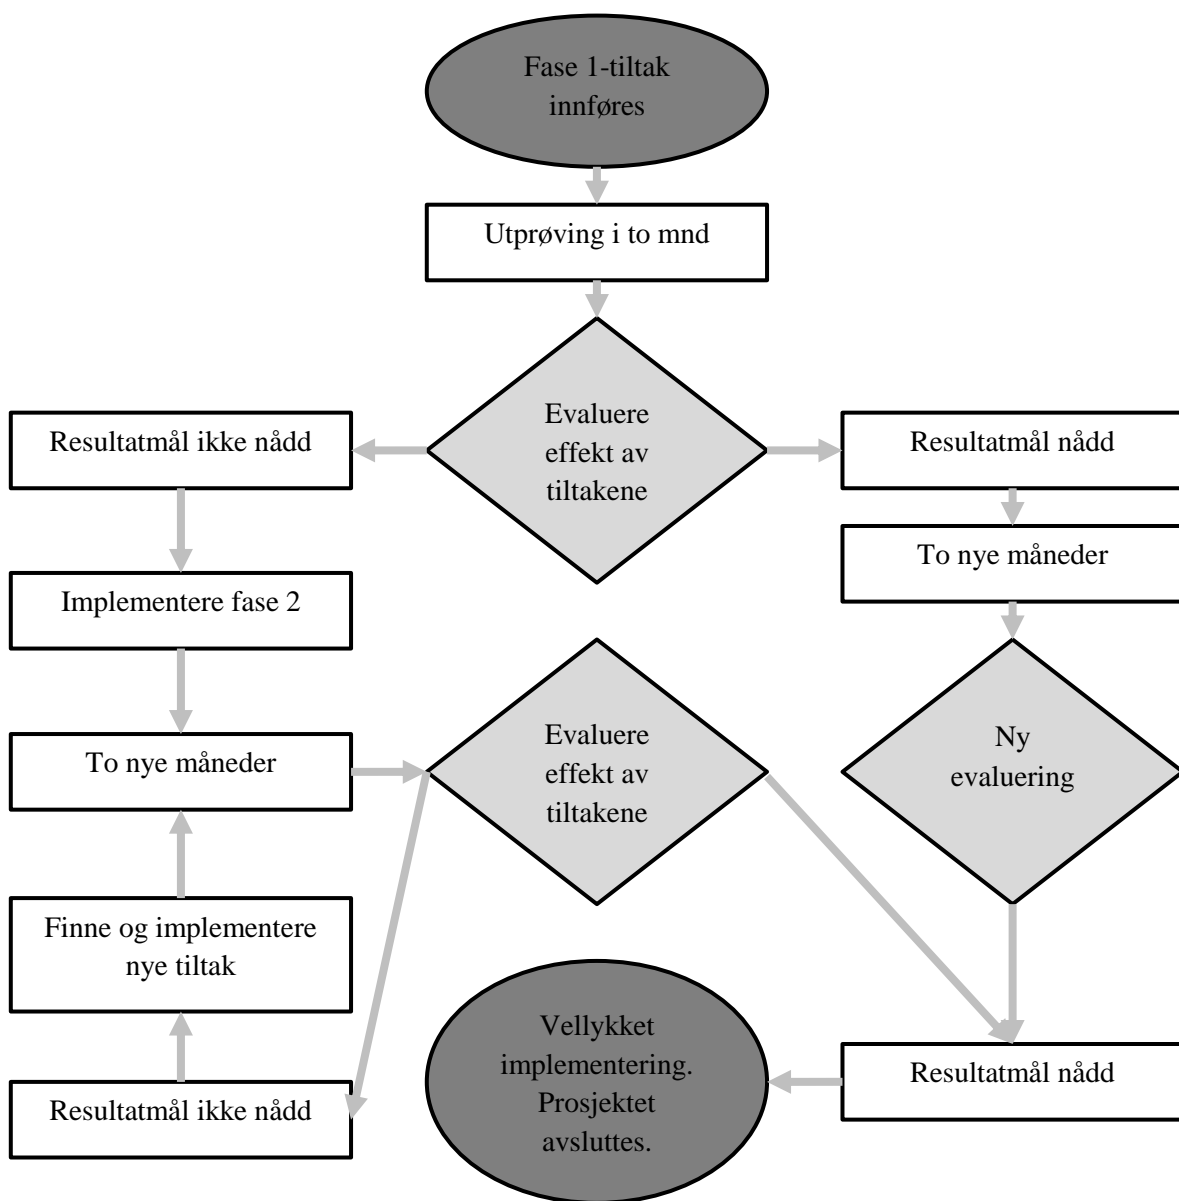 Fase 1-tiltak
innføres
Utprøving i to mnd
Evaluere
effekt av
tiltakene
Resultatmål ikke nådd
Resultatmål nådd
To nye måneder
Implementere fase 2
To nye måneder
Evaluere
effekt av
tiltakene
Ny
evaluering
Finne og implementere
nye tiltak
Vellykket
implementering.
Prosjektet
avsluttes.
Resultatmål ikke nådd
Resultatmål nådd